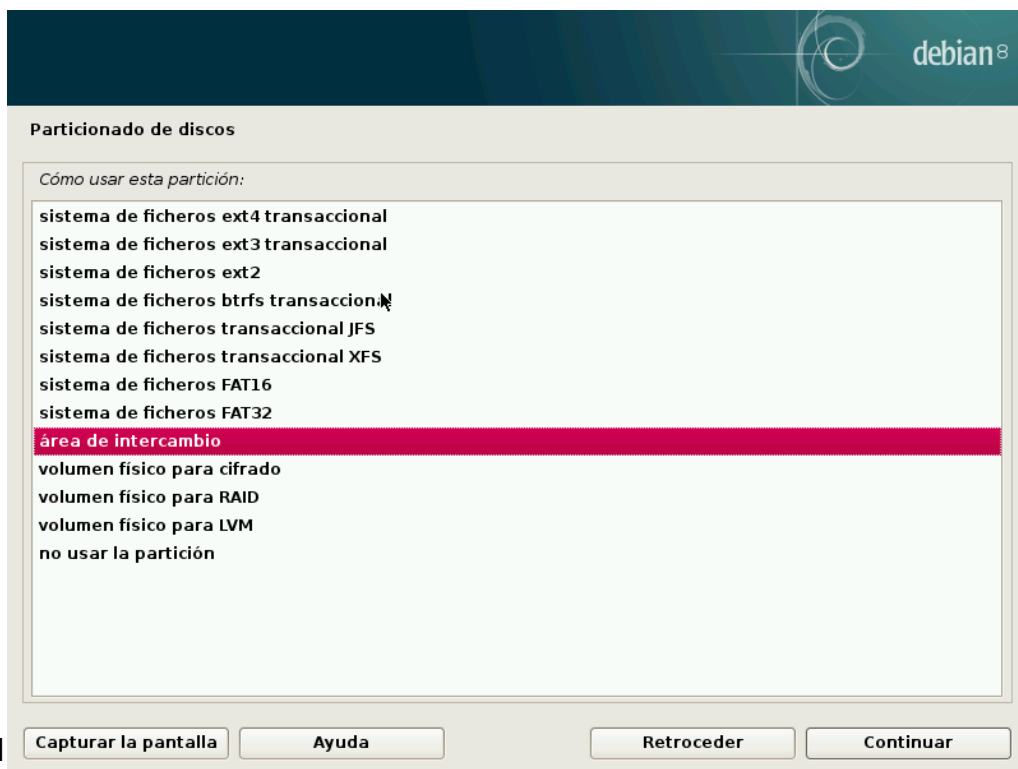 debian 8
Particionado de discos
Cómo usar esta partición:
sistema de ficheros ext4 transaccional
sistema de ficheros ext3 transaccional
sistema de ficheros ext2
sistema de ficheros btrfs transaccional
sistema de ficheros transaccional JFS
sistema de ficheros transaccional XFS
sistema de ficheros FAT16
sistema de ficheros FAT32
área de intercambio
volumen físico para cifrado
volumen físico para RAID
volumen físico para LVM
no usar la partición
Capturar la pantalla Ayuda Retroceder Continuar